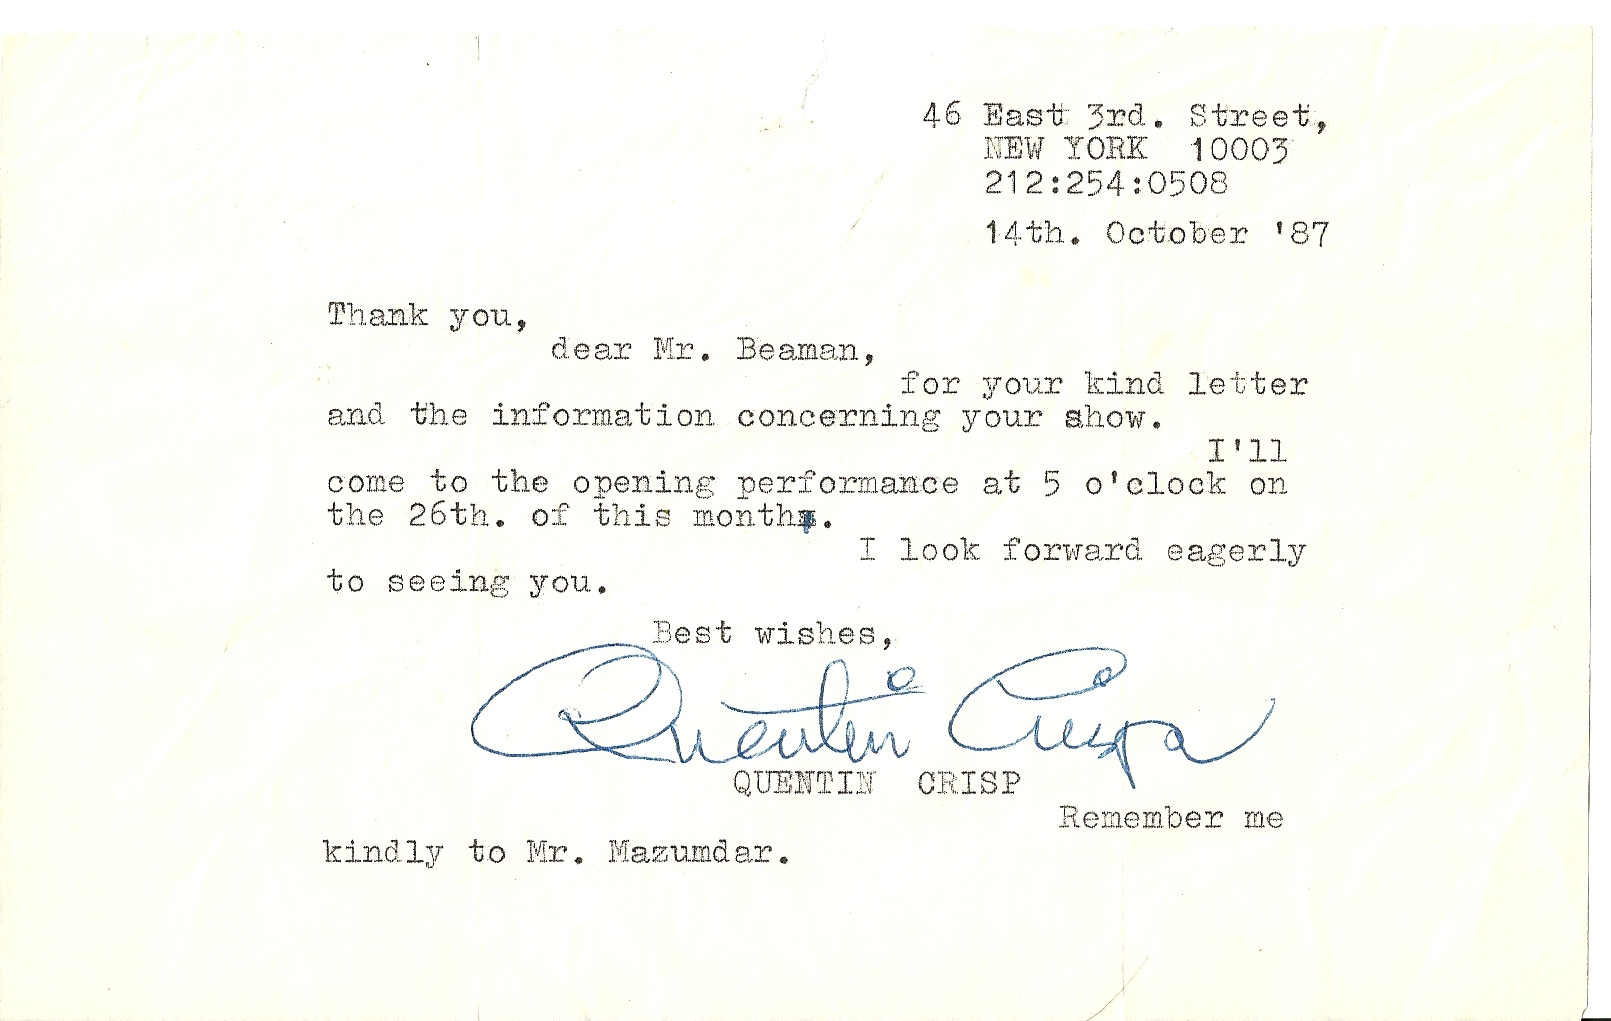 46 East 3rd. Street,
NEW YORK 10003
212:254:0508
14th. October '87
Thank you,
dear Mr. Beaman,
for your kind letter
and the information concerning your show.
I'll
come to the opening performance at 5 o'clock on
the 26th. of this month.
I look forward eagerly
to seeing you.
Best wishes,
Quentin Crisp
QUENTIN CRISP
Remember me
kindly to Mr. Mazumdar.